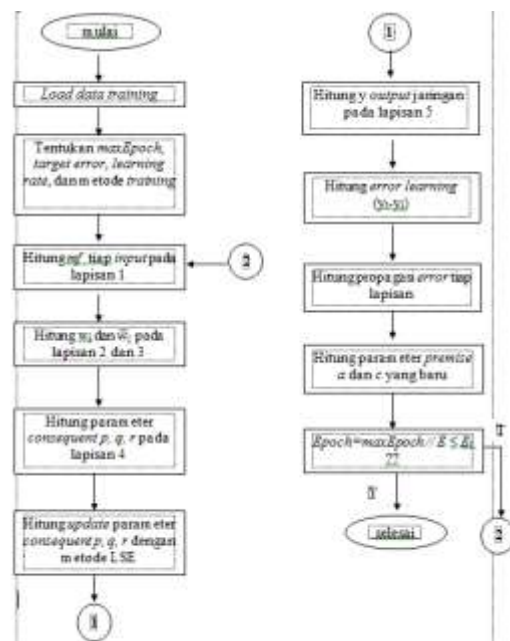 mulai
Load data training
Tentukan maxEpoch,
target error, learning
rate, dan metode training
Hitung mf tiap input pada
lapisan 1
2
Hitung wi dan w̅i pada
lapisan 2 dan 3
Hitung parameter
consequent p, q, r pada
lapisan 4
Hitung update parameter
consequent p, q, r dengan
metode LSE
1
1
Hitung y output jaringan
pada lapisan 5
Hitung error learning
Hitung propagasi error tiap
lapisan
Hitung parameter premise
a dan c yang baru
Epoch=maxEpoch // E ≤
??
selesai
2